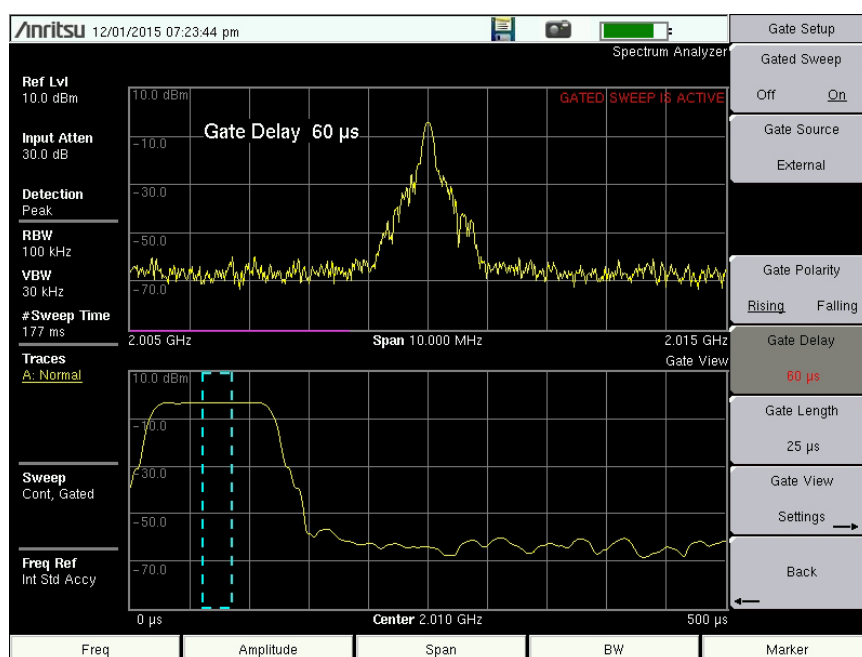 /Inritsu 12/01/2015 07:23:44 pm
Spectrum Analyzer
Ref Lvl
10.0 dBm
Input Atten
30.0 dB
Detection
Peak
RBW
100 kHz
VBW
30 kHz
#Sweep Time
177 ms
Traces
A: Normal
Sweep
Cont, Gated
Freq Ref
Int Std Accy
10.0 dBm
GATED SWEEP IS ACTIVE
Gate Delay 60 µs
-10.0
-30.0
-50.0
-70.0
2.005 GHz
Span 10.000 MHz
2.015 GHz
Gate View
10.0 dBm
-10.0
-30.0
-50.0
-70.0
0 µs
Center 2.010 GHz
500 µs
Gate Setup
Gated Sweep
Off On
Gate Source
External
Gate Polarity
Rising Falling
Gate Delay
60 µs
Gate Length
25 µs
Gate View
Settings
Back
Freq
Amplitude
Span
BW
Marker